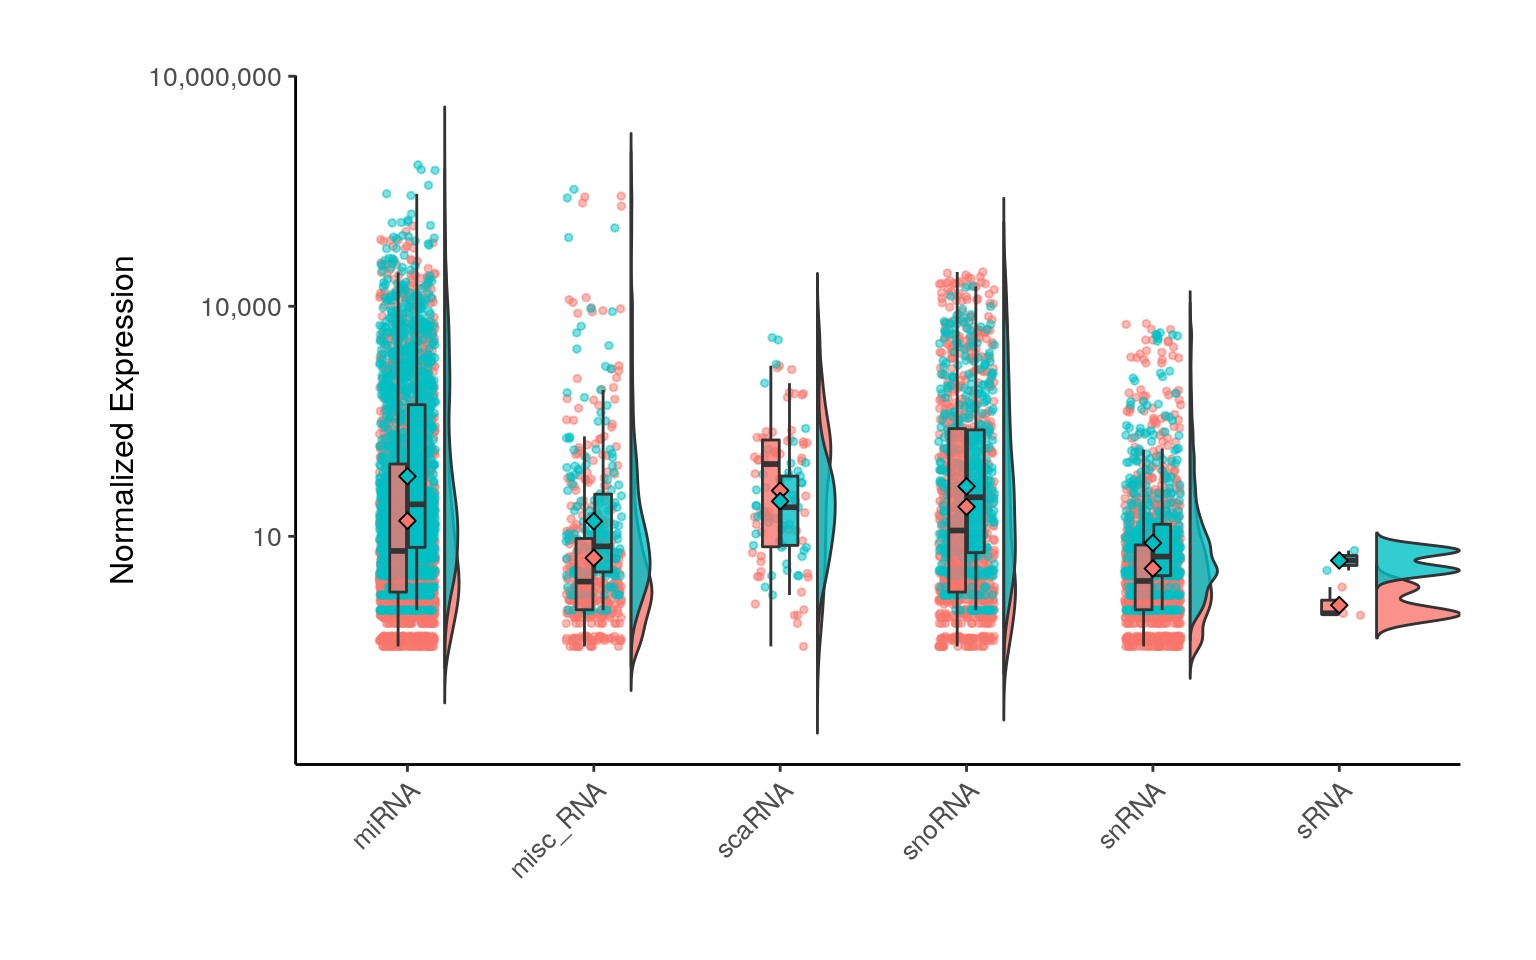 10,000,000
10,000
10
Normalized Expression
miRNA
misc_RNA
scaRNA
snoRNA
snRNA
sRNA